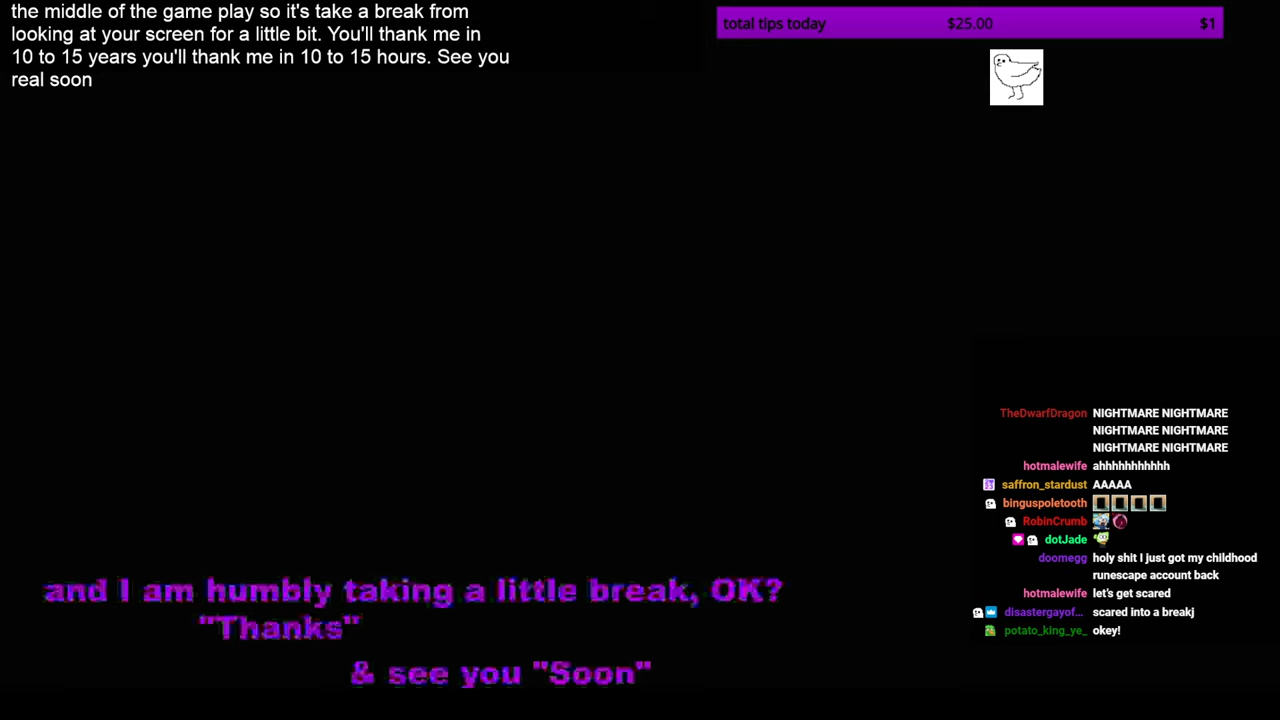 the middle of the game play so it's take a break from
looking at your screen for a little bit. You'll thank me in
10 to 15 years you'll thank me in 10 to 15 hours. See you
real soon
total tips today $25.00 $1
TheDwarfDragon NIGHTMARE NIGHTMARE
NIGHTMARE NIGHTMARE
NIGHTMARE NIGHTMARE
hotmalewife ahhhhhhhhhhh
saffron_stardust AAAAA
binguspoletooth
RobinCrumb
dotJade
doomegg holy shit I just got my childhood
runescape account back
hotmalewife let's get scared
disastergayof... scared into a breakj
potato_king_ye_ okey!
and I am humbly taking a little break, OK?
"Thanks"
& see you "Soon"